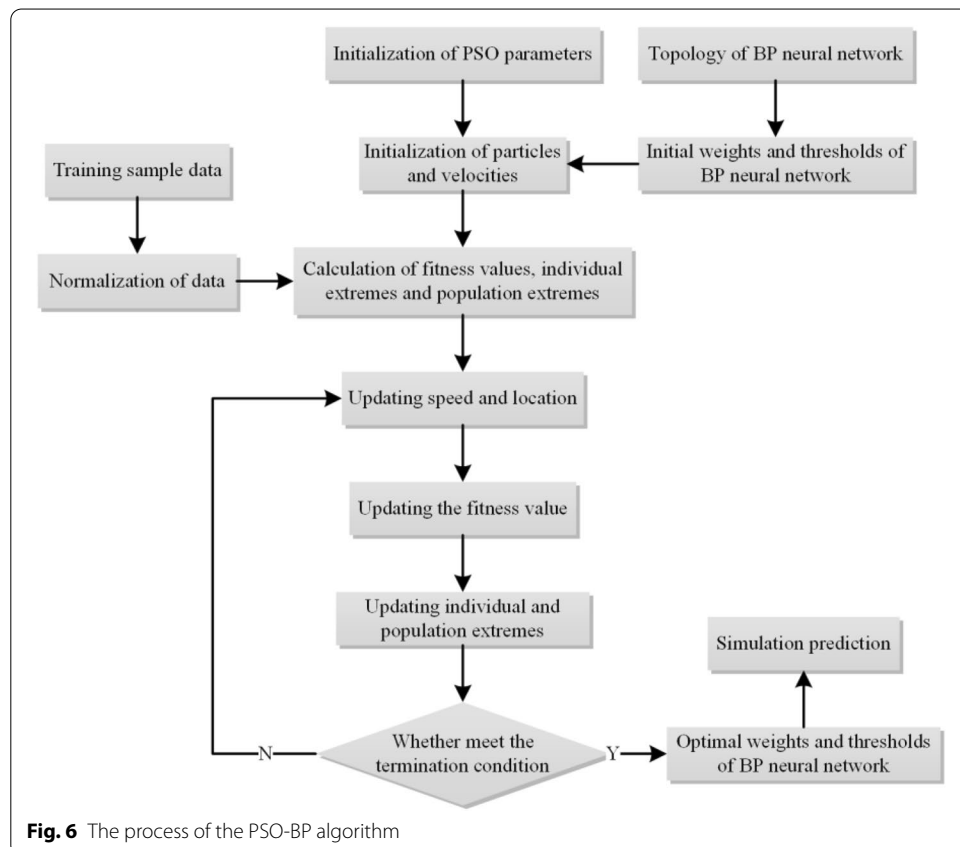 Initialization of PSO parameters
Topology of BP neural network
Initialization of particles
and velocities
Initial weights and thresholds of
BP neural network
Training sample data
Normalization of data
Calculation of fitness values, individual
extremes and population extremes
Updating speed and location
Updating the fitness value
Updating individual and
population extremes
Simulation prediction
Whether meet the
termination condition
N
Y
Optimal weights and thresholds
of BP neural network
Fig. 6 The process of the PSO-BP algorithm